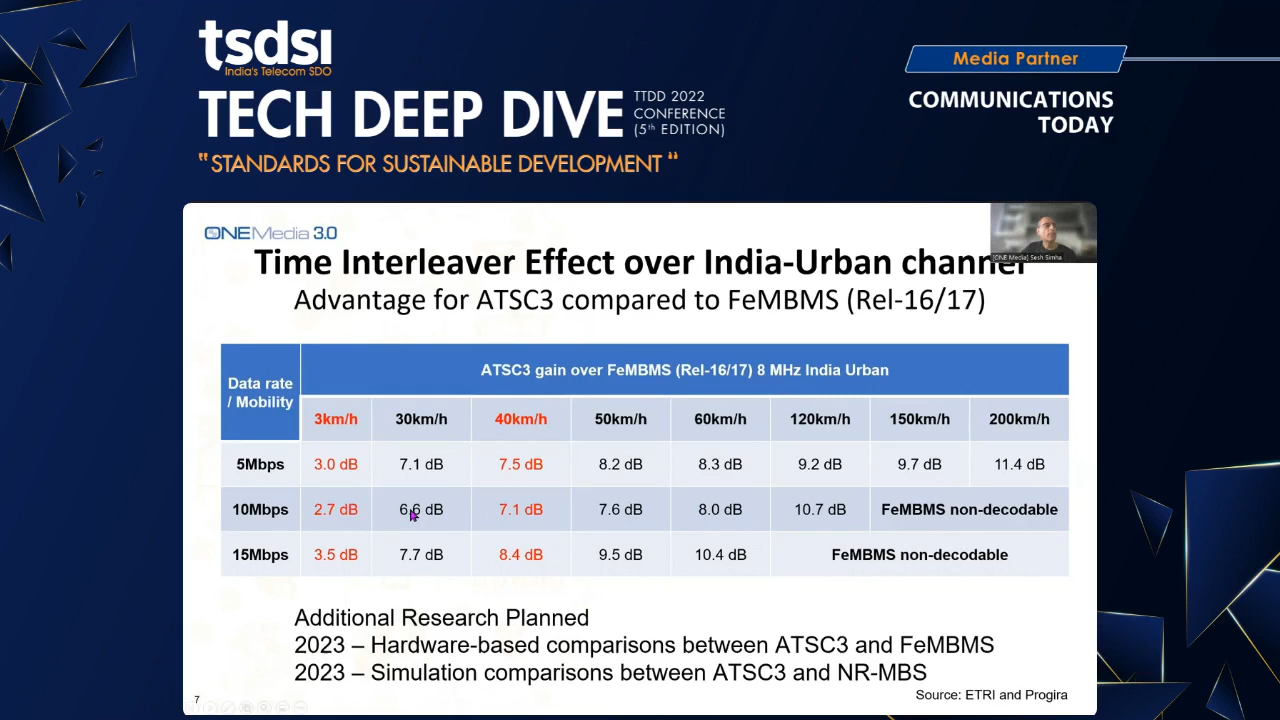 tsdsi
India's Telecom SDO
TECH DEEP DIVE
TTDD 2022
CONFERENCE
(5th EDITION)
"STANDARDS FOR SUSTAINABLE DEVELOPMENT"
Media Partner
COMMUNICATIONS
TODAY
ONE Media 3.0
[ONE Media] Sesh Simha
Time Interleaver Effect over India-Urban channel
Advantage for ATSC3 compared to FeMBMS (Rel-16/17)
Data rate / Mobility
ATSC3 gain over FeMBMS (Rel-16/17) 8 MHz India Urban
3km/h 30km/h 40km/h 50km/h 60km/h 120km/h 150km/h 200km/h
5Mbps 3.0 dB 7.1 dB 7.5 dB 8.2 dB 8.3 dB 9.2 dB 9.7 dB 11.4 dB
10Mbps 2.7 dB 6.6 dB 7.1 dB 7.6 dB 8.0 dB 10.7 dB FeMBMS non-decodable
15Mbps 3.5 dB 7.7 dB 8.4 dB 9.5 dB 10.4 dB FeMBMS non-decodable
Additional Research Planned
2023 – Hardware-based comparisons between ATSC3 and FeMBMS
2023 – Simulation comparisons between ATSC3 and NR-MBS
Source: ETRI and Progira
7